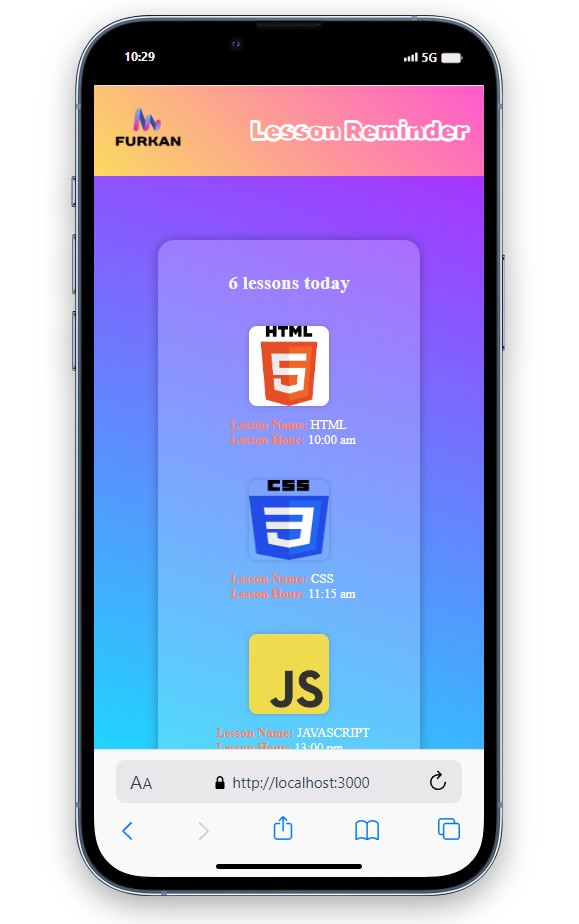 10:29
5G
FURKAN
Lesson Reminder
6 lessons today
HTML
5
Lesson Name: HTML
Lesson Hour: 10:00 am
CSS
3
Lesson Name: CSS
Lesson Hour: 11:15 am
JS
Lesson Name: JAVASCRIPT
Lesson Hour: 13:00 pm
AA
http://localhost:3000